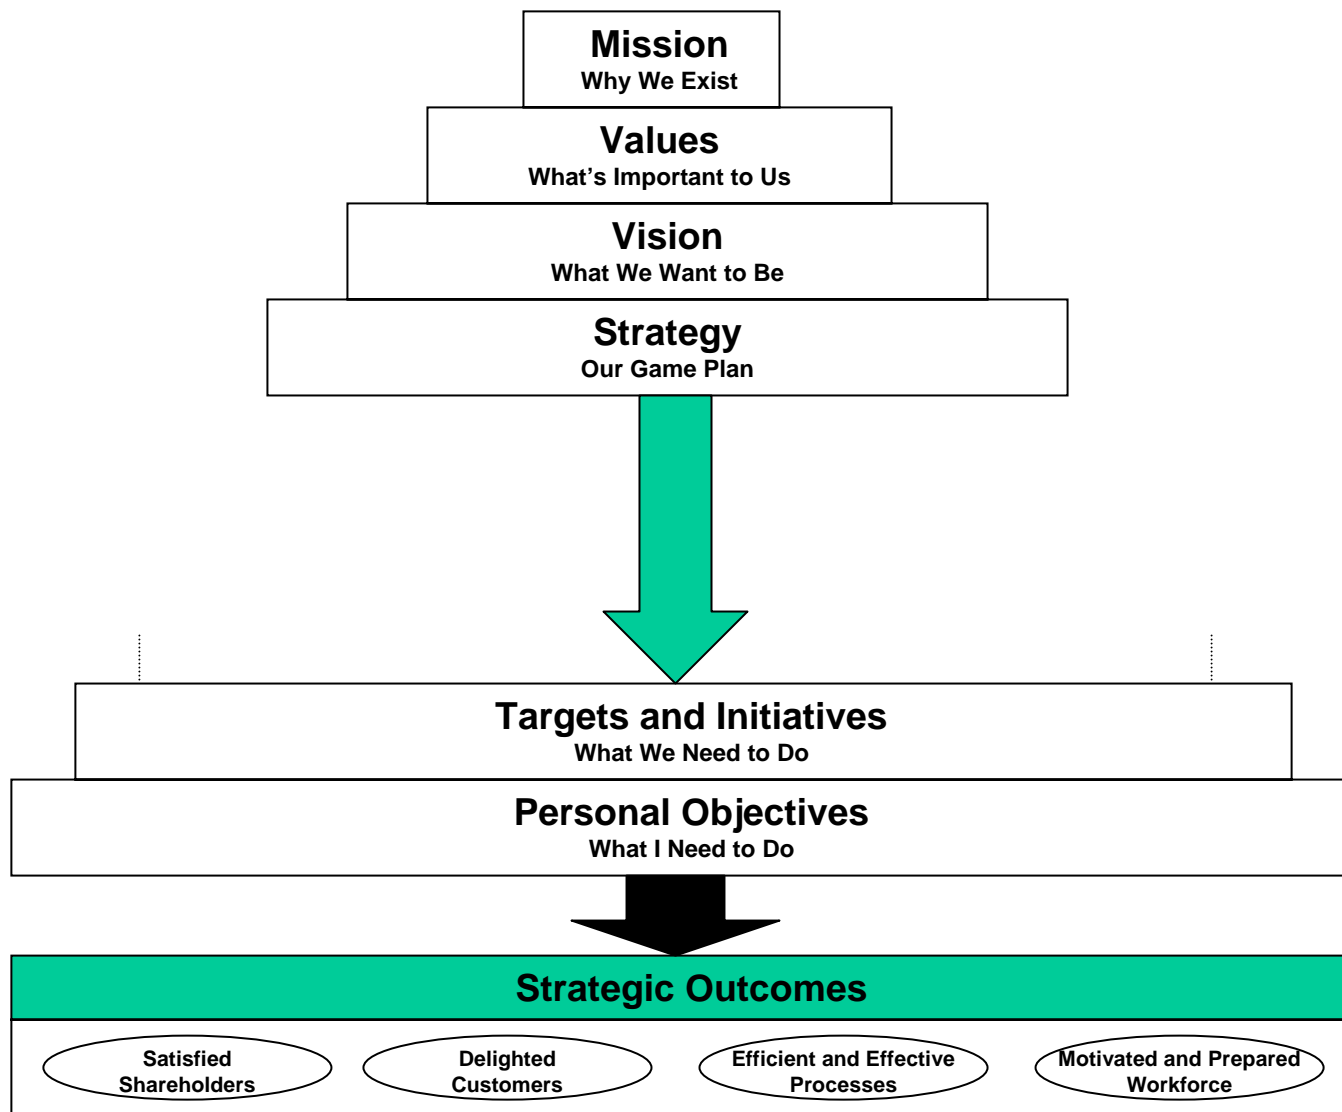 Mission
Why We Exist
Values
What’s Important to Us
Vision
What We Want to Be
Strategy
Our Game Plan
Targets and Initiatives
What We Need to Do
Personal Objectives
What I Need to Do
Strategic Outcomes
Satisfied
Shareholders
Delighted
Customers
Efficient and Effective
Processes
Motivated and Prepared
Workforce